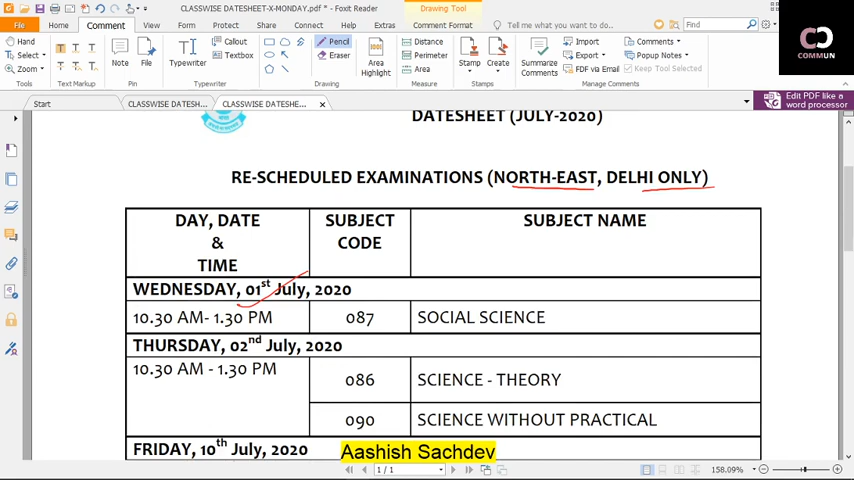 CLASSWISE DATESHEET-X-MONDAY.pdf * - Foxit Reader
Drawing Tool
File Home Comment View Form Protect Share Connect Help Extras Comment Format
Tell me what you want to do...
Find
Hand
Select
Zoom
Text Markup
Note
File
Pin
Typewriter
Callout
Textbox
Typewriter
Pencil
Eraser
Drawing
Area Highlight
Distance
Perimeter
Area
Measure
Stamp
Create
Stamps
Summarize Comments
Import
Export
PDF via Email
Comments
Popup Notes
Keep Tool Selected
Manage Comments
COMMUN
Start
CLASSWISE DATESH...
CLASSWISE DATESHE...
Edit PDF like in a word processor
DATESHEET (JULY-2020)
RE-SCHEDULED EXAMINATIONS (NORTH-EAST, DELHI ONLY)
DAY, DATE & TIME
SUBJECT CODE
SUBJECT NAME
WEDNESDAY, 01st July, 2020
10.30 AM- 1.30 PM 087 SOCIAL SCIENCE
THURSDAY, 02nd July, 2020
10.30 AM - 1.30 PM 086 SCIENCE - THEORY
090 SCIENCE WITHOUT PRACTICAL
FRIDAY, 10th July, 2020
Aashish Sachdev
1 / 1
158.09%